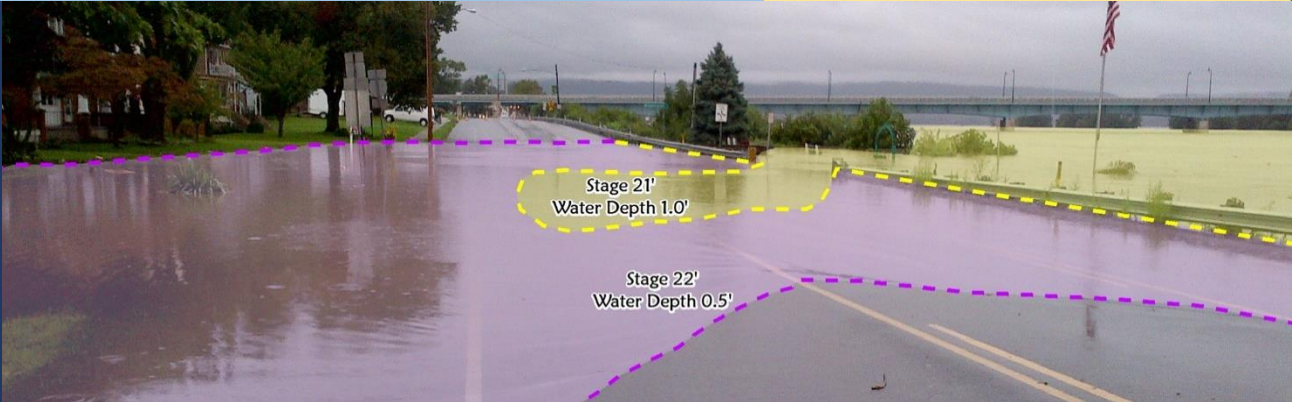 Stage 21'
Water Depth 1.0'
Stage 22'
Water Depth 0.5'